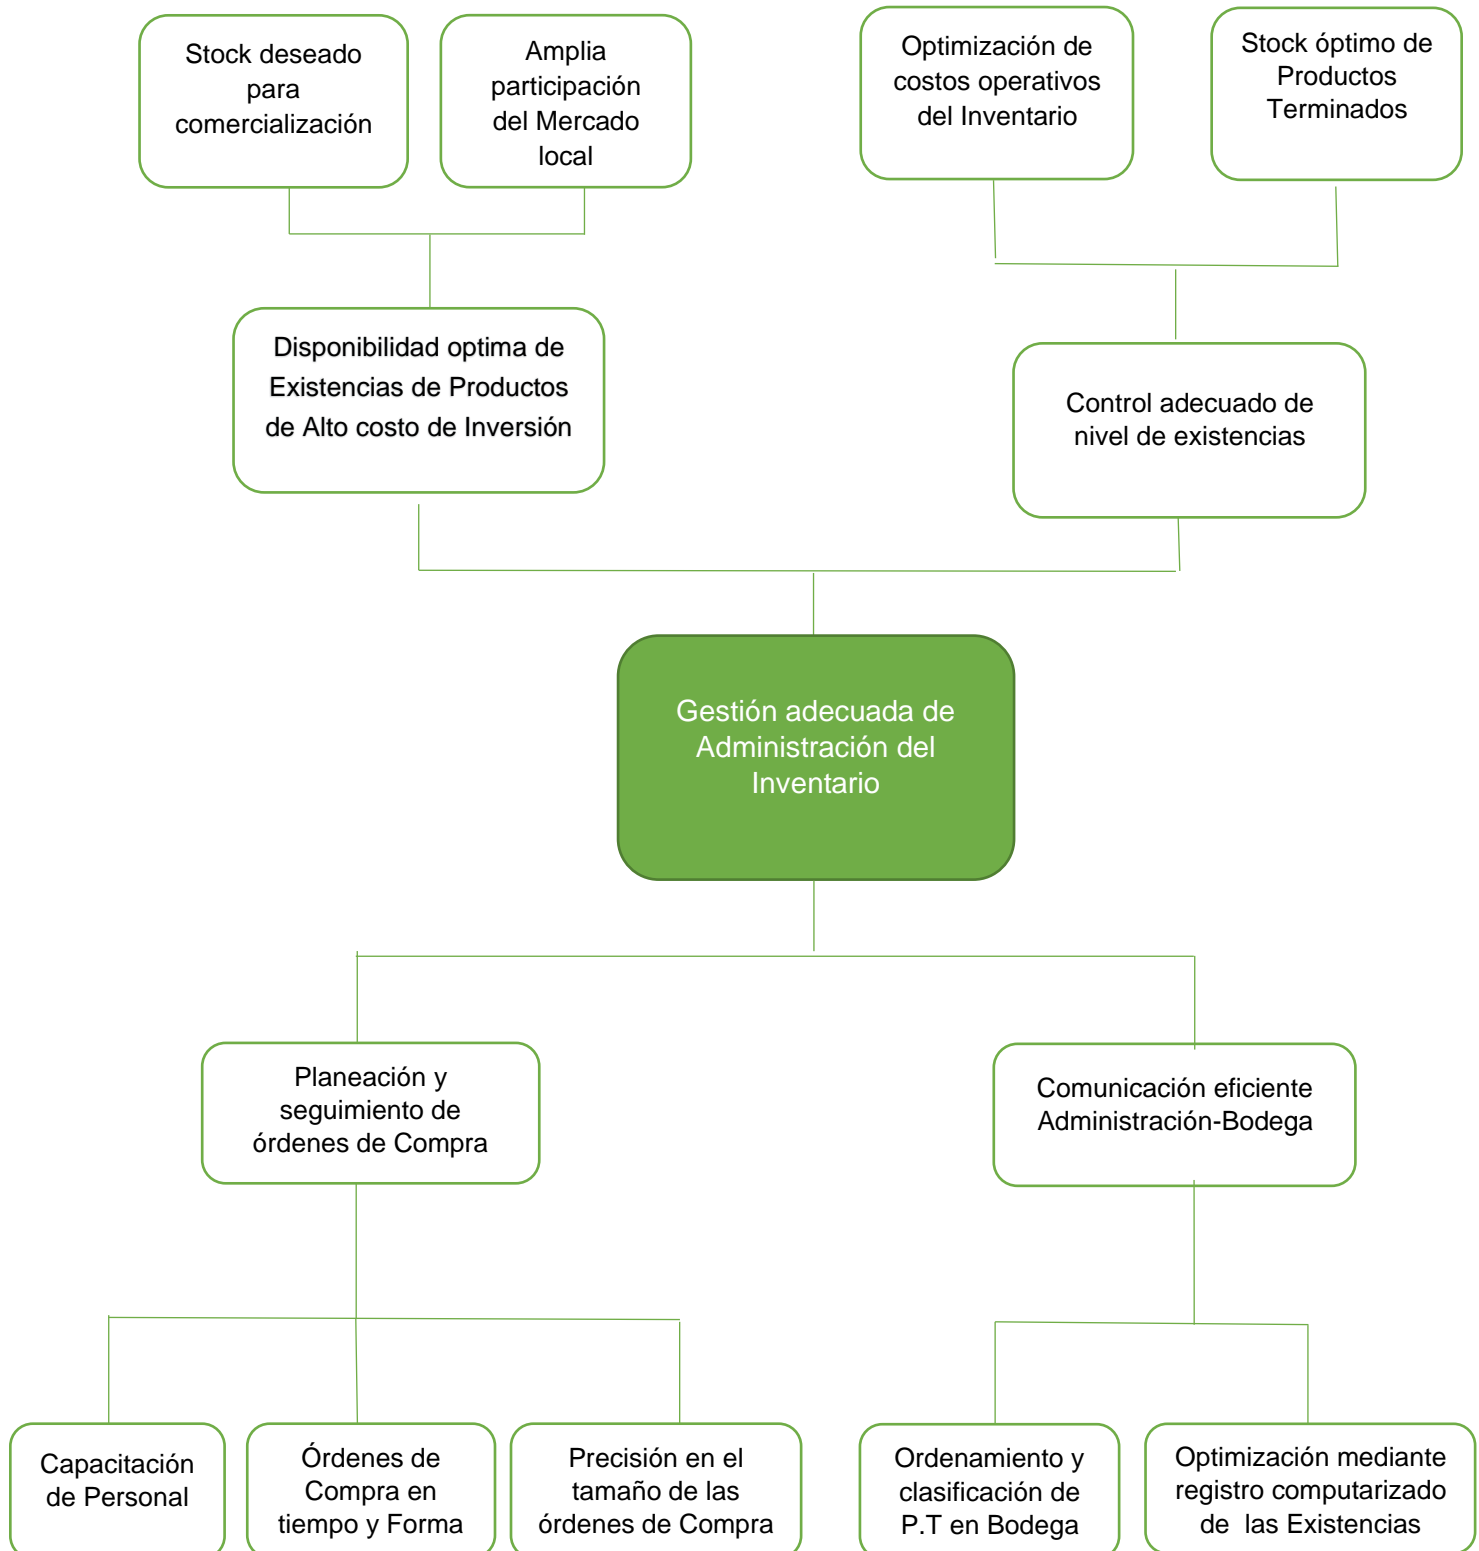 Stock deseado
para
comercialización
Amplia
participación
del Mercado
local
Optimización de
costos operativos
del Inventario
Stock óptimo de
Productos
Terminados
Disponibilidad optima de
Existencias de Productos
de Alto costo de Inversión
Control adecuado de
nivel de existencias
Gestión adecuada de
Administración del
Inventario
Planeación y
seguimiento de
órdenes de Compra
Comunicación eficiente
Administración-Bodega
Capacitación
de Personal
Órdenes de
Compra en
tiempo y Forma
Precisión en el
tamaño de las
órdenes de Compra
Ordenamiento y
clasificación de
P.T en Bodega
Optimización mediante
registro computarizado
de  las Existencias